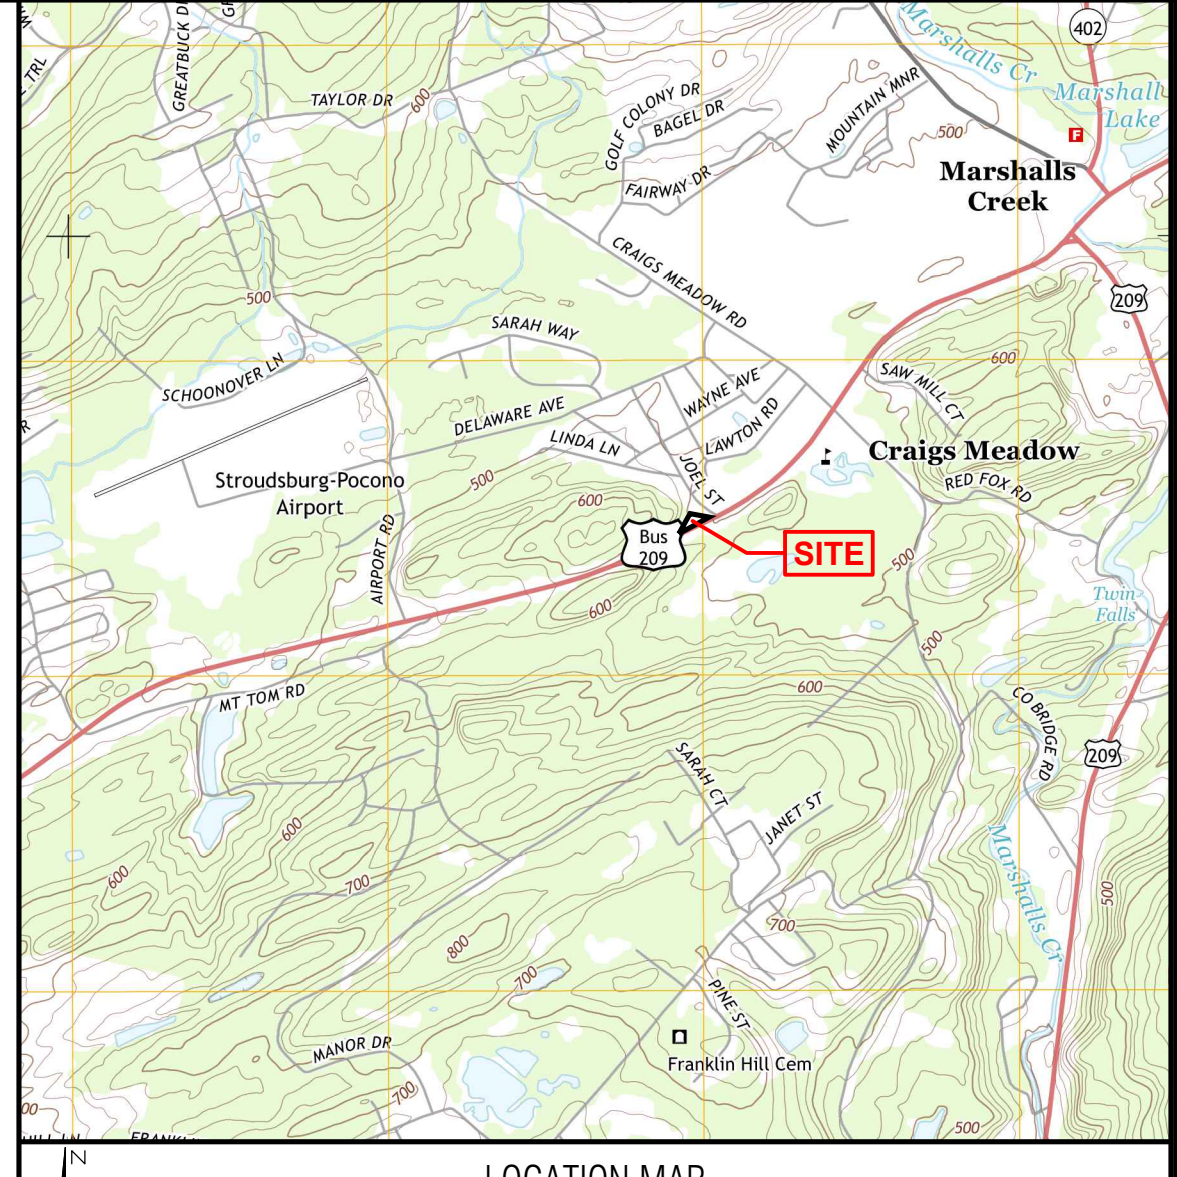 GREATBUCK DR
TRL
TAYLOR DR
600
GOLF COLONY DR
BAGEL DR
FAIRWAY DR
MOUNTAIN MNR
Marshalls Cr
402
Marshall
Lake
F
500
Marshalls
Creek
CRAIGS MEADOW RD
209
500
SARAH WAY
SCHOONOVER LN
600
SAW MILL CT
WAYNE AVE
DELAWARE AVE
LAWTON RD
LINDA LN
JOEL ST
Craigs Meadow
RED FOX RD
Stroudsburg-Pocono
Airport
500
600
Bus
209
SITE
500
AIRPORT RD
600
Twin
Falls
500
MT TOM RD
600
CO BRIDGE RD
209
SARAH CT
JANET ST
600
600
700
Marshalls Cr
500
800
700
700
PINE ST
MANOR DR
Franklin Hill Cem
700
500
N
LOCATION MAP